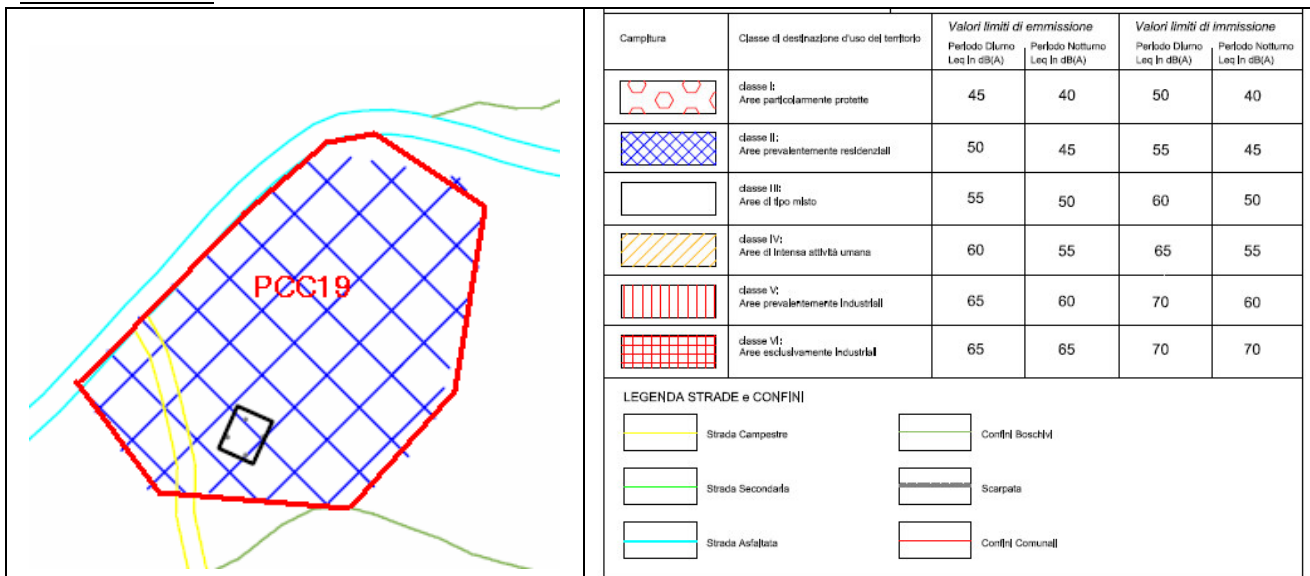 PCC19
Campitura
Classe di destinazione d'uso del territorio
Valori limiti di emmissione
Valori limiti di immissione
Periodo Diurno
Leq in dB(A)
Periodo Notturno
Leq in dB(A)
Periodo Diurno
Leq in dB(A)
Periodo Notturno
Leq in dB(A)
classe I:
Aree particolarmente protette
45 40 50 40
classe II:
Aree prevalentemente residenziali
50 45 55 45
classe III:
Aree di tipo misto
55 50 60 50
classe IV:
Aree di intensa attività umana
60 55 65 55
classe V:
Aree prevalentemente industriali
65 60 70 60
classe VI:
Aree esclusivamente industriali
65 65 70 70
LEGENDA STRADE e CONFINI
Strada Campestre
Confini Boschivi
Strada Secondaria
Scarpata
Strada Asfaltata
Confini Comunali